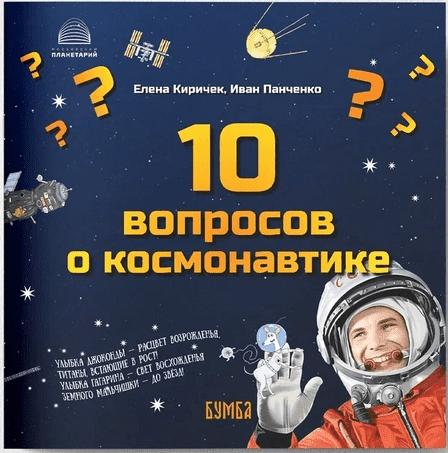 МОСКОВСКИЙ
ПЛАНЕТАРИЙ
Елена Киричек, Иван Панченко
10
вопросов
о космонавтике
УЛЫБКА ДЖОКОНДЫ – РАСЦВЕТ ВОЗРОЖДЕНЬЯ,
ТИТАНЫ, ВСТАЮЩИЕ В РОСТ!
УЛЫБКА ГАГАРИНА – СВЕТ ВОСХОЖДЕНЬЯ
ЗЕМНОГО МАЛЬЧИШКИ – ДО ЗВЕЗД!
БУМБА